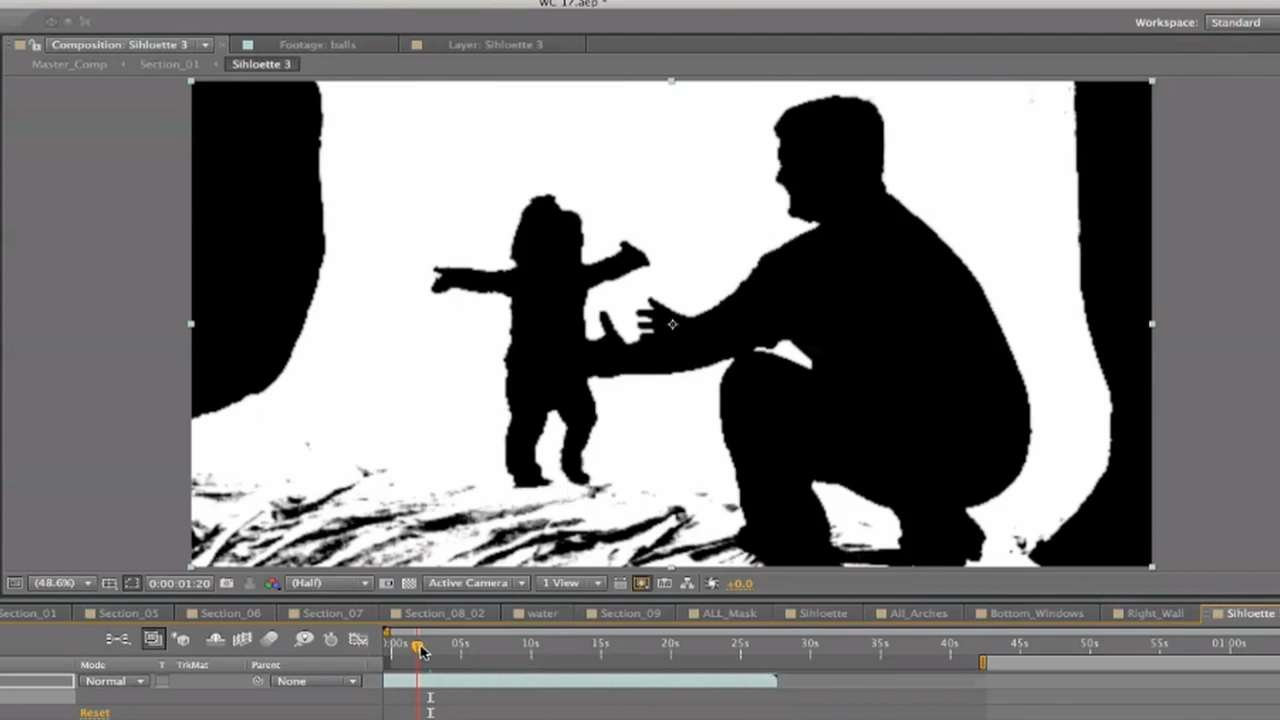 WC 17.aep *
Workspace: Standard
Composition: Sihloette 3 Footage: balls Layer: Sihloette 3
Master_Comp Section_01 Sihloette 3
(48.6%) 0:00:01:20 (Half) Active Camera 1 View +0.0
Section_01 Section_05 Section_06 Section_07 Section_08_02 water Section_09 ALL_Mask Sihloette All_Arches Bottom_Windows Right_Wall Sihloette
):00s 05s 10s 15s 20s 25s 30s 35s 40s 45s 50s 55s 01:00s
Mode T TrkMat Parent
Normal None
Reset